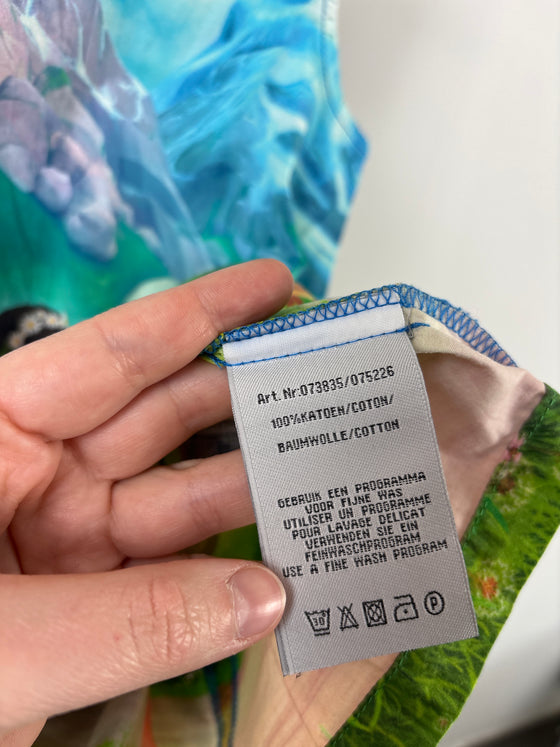 Art. Nr:073835/075226
100%KATOEN/COTON/
BAUMWOLLE/COTTON
GEBRUIK EEN PROGRAMMA
VOOR FIJNE WAS
UTILISER UN PROGRAMME
POUR LAVAGE DELICAT
VERWENDEN SIE EIN
FEINWASCHPROGRAM
USE A FINE WASH PROGRAM
30 P